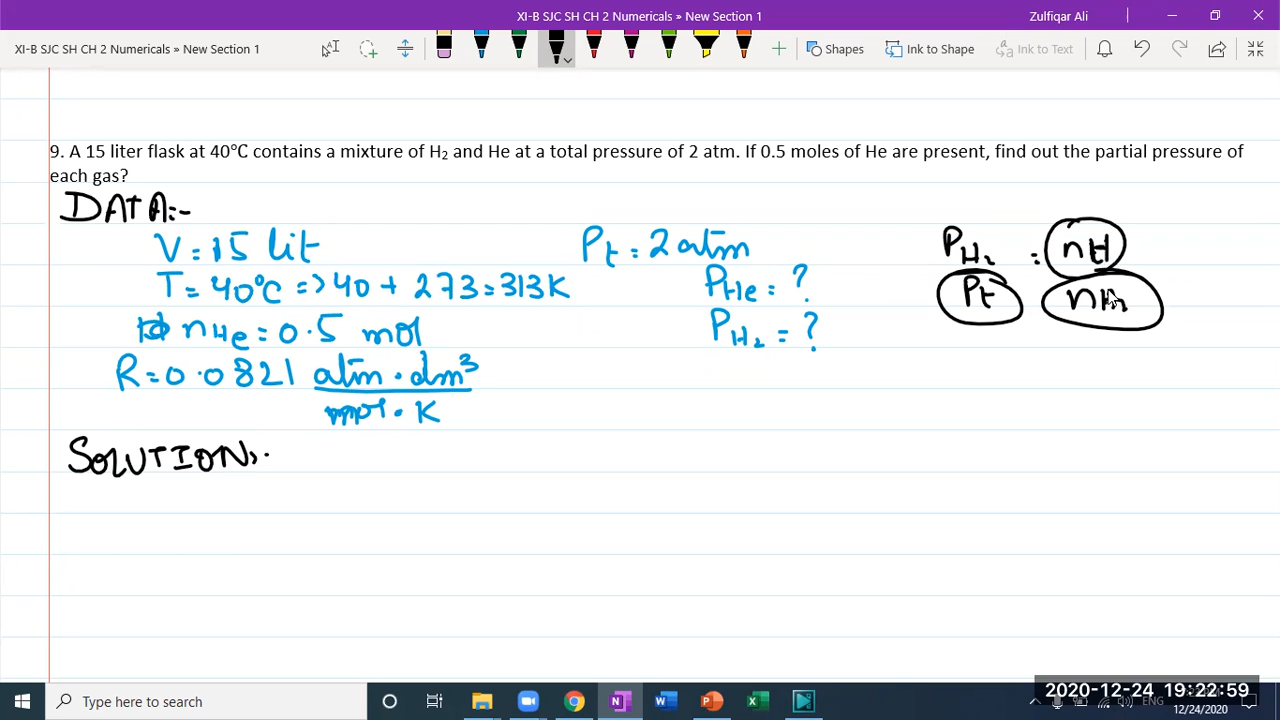 XI-B SJC SH CH 2 Numericals » New Section 1
Zulfiqar Ali
XI-B SJC SH CH 2 Numericals » New Section 1
Shapes
Ink to Shape
Ink to Text
9. A 15 liter flask at 40°C contains a mixture of H₂ and He at a total pressure of 2 atm. If 0.5 moles of He are present, find out the partial pressure of
each gas?
DATA:-
V = 15 lit
T = 40°C => 40 + 273 = 313K
nHe = 0.5 mol
R = 0.0821 atm . dm³
mol . K
Pt = 2 atm
PHe = ?
PH₂ = ?
PH₂ = nH
Pt
SOLUTION:-
Type here to search
ENG
2020-12-24 19:22:59
12/24/2020